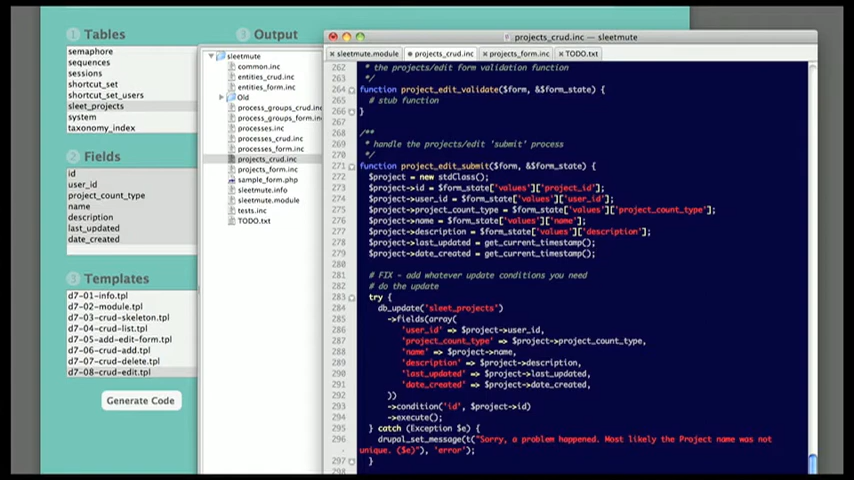 1 Tables
semaphore
sequences
sessions
shortcut_set
shortcut_set_users
sleet_projects
system
taxonomy_index
2 Fields
id
user_id
project_count_type
name
description
last_updated
date_created
3 Templates
d7-01-info.tpl
d7-02-module.tpl
d7-03-crud-skeleton.tpl
d7-04-crud-list.tpl
d7-05-add-edit-form.tpl
d7-06-crud-add.tpl
d7-07-crud-delete.tpl
d7-08-crud-edit.tpl
Generate Code
3 Output
sleetmute
common.inc
entities_crud.inc
entities_form.inc
Old
process_groups_crud.inc
process_groups_form.inc
processes.inc
processes_crud.inc
processes_form.inc
projects_crud.inc
projects_form.inc
sample_form.php
sleetmute.info
sleetmute.module
tests.inc
TODO.txt
projects_crud.inc — sleetmute
sleetmute.module
projects_crud.inc
projects_form.inc
TODO.txt
262 * the projects/edit form validation function
263 */
264 function project_edit_validate($form, &$form_state) {
265 # stub function
266 }
267
268 /**
269 * handle the projects/edit 'submit' process
270 */
271 function project_edit_submit($form, &$form_state) {
272 $project = new stdClass();
273 $project->id = $form_state['values']['project_id'];
274 $project->user_id = $form_state['values']['user_id'];
275 $project->project_count_type = $form_state['values']['project_count_type'];
276 $project->name = $form_state['values']['name'];
277 $project->description = $form_state['values']['description'];
278 $project->last_updated = get_current_timestamp();
279 $project->date_created = get_current_timestamp();
280
281 # FIX - add whatever update conditions you need
282 # do the update
283 try {
284 db_update('sleet_projects')
285 ->fields(array(
286 'user_id' => $project->user_id,
287 'project_count_type' => $project->project_count_type,
288 'name' => $project->name,
289 'description' => $project->description,
290 'last_updated' => $project->last_updated,
291 'date_created' => $project->date_created,
292 ))
293 ->condition('id', $project->id)
294 ->execute();
295 } catch (Exception $e) {
296 drupal_set_message(t("Sorry, a problem happened. Most likely the Project name was not
unique. ($e)"), 'error');
297 }
298